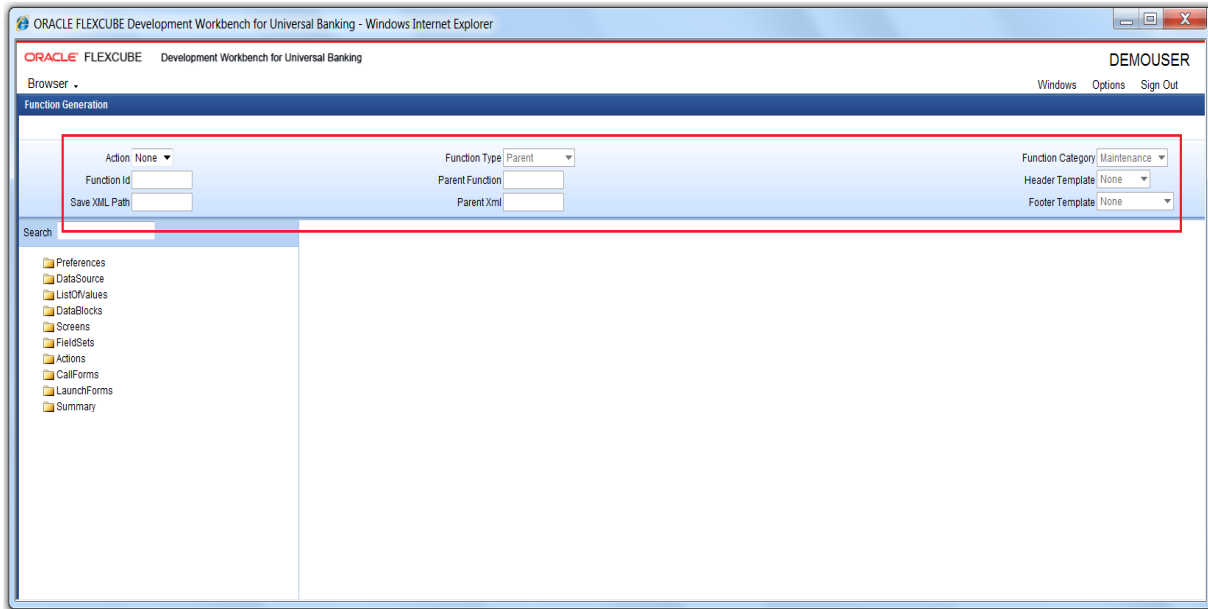 ORACLE FLEXCUBE Development Workbench for Universal Banking - Windows Internet Explorer
ORACLE FLEXCUBE Development Workbench for Universal Banking
DEMOUSER
Browser
Windows Options Sign Out
Function Generation
Action None Function Type Parent Function Category Maintenance
Function Id Parent Function Header Template None
Save XML Path Parent Xml Footer Template None
Search
Preferences
DataSource
ListOfValues
DataBlocks
Screens
FieldSets
Actions
CallForms
LaunchForms
Summary